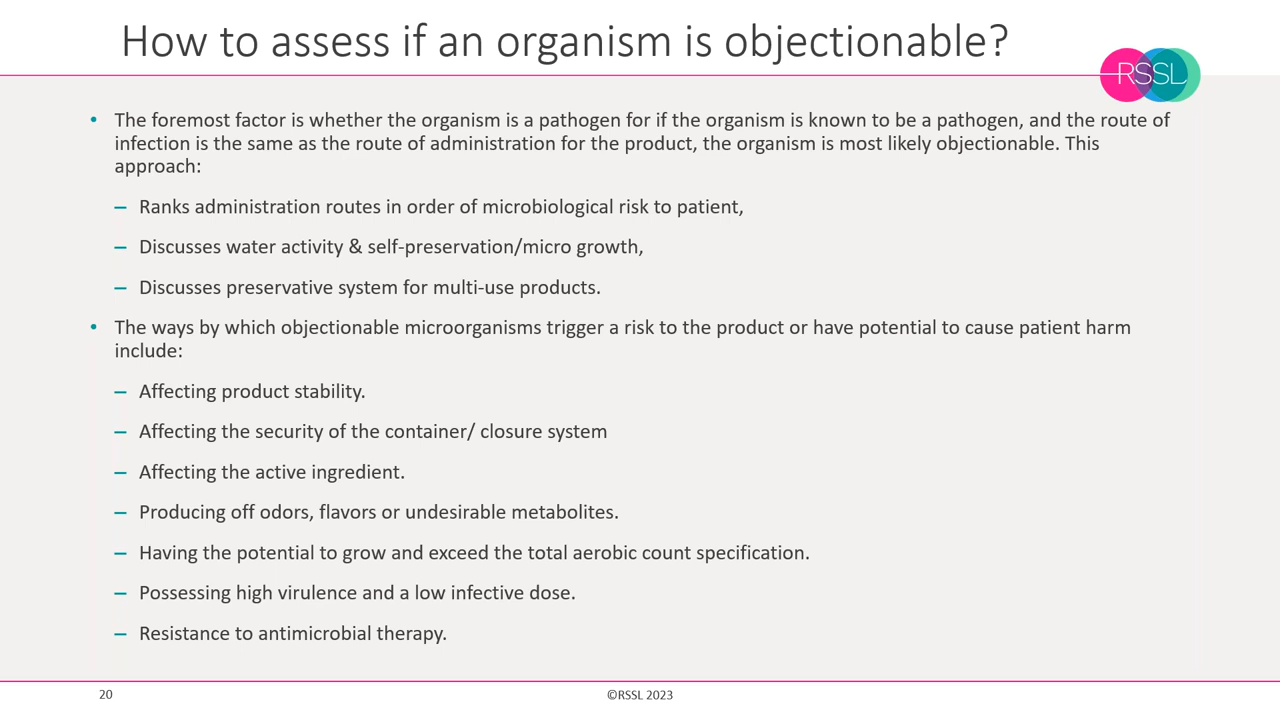 How to assess if an organism is objectionable?
RSSL
• The foremost factor is whether the organism is a pathogen for if the organism is known to be a pathogen, and the route of
infection is the same as the route of administration for the product, the organism is most likely objectionable. This
approach:
– Ranks administration routes in order of microbiological risk to patient,
– Discusses water activity & self-preservation/micro growth,
– Discusses preservative system for multi-use products.
• The ways by which objectionable microorganisms trigger a risk to the product or have potential to cause patient harm
include:
– Affecting product stability.
– Affecting the security of the container/ closure system
– Affecting the active ingredient.
– Producing off odors, flavors or undesirable metabolites.
– Having the potential to grow and exceed the total aerobic count specification.
– Possessing high virulence and a low infective dose.
– Resistance to antimicrobial therapy.
20
©RSSL 2023